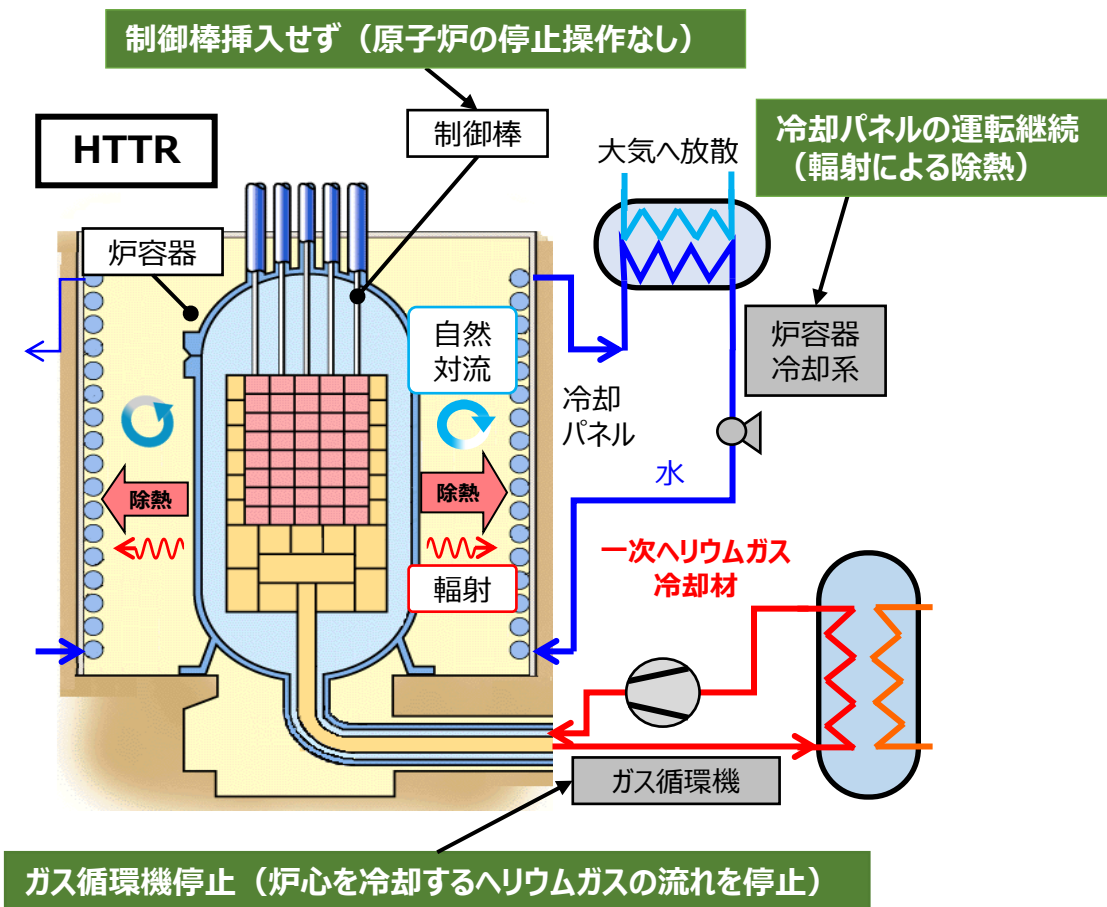 制御棒挿入せず（原子炉の停止操作なし）
HTTR
制御棒
大気へ放散
冷却パネルの運転継続
（輻射による除熱）
炉容器
自然
対流
炉容器
冷却系
冷却
パネル
除熱
除熱
水
輻射
一次ヘリウムガス
冷却材
ガス循環機
ガス循環機停止（炉心を冷却するヘリウムガスの流れを停止）